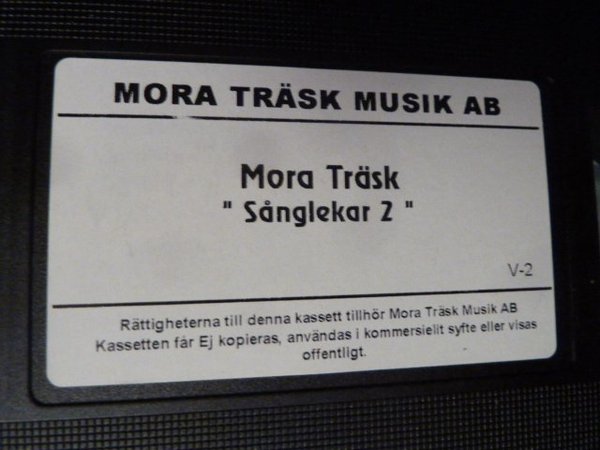 MORA TRÄSK MUSIK AB
Mora Träsk
" Sånglekar 2 "
V-2
Rättigheterna till denna kassett tillhör Mora Träsk Musik AB
Kassetten får Ej kopieras, användas i kommersiellt syfte eller visas
offentligt.